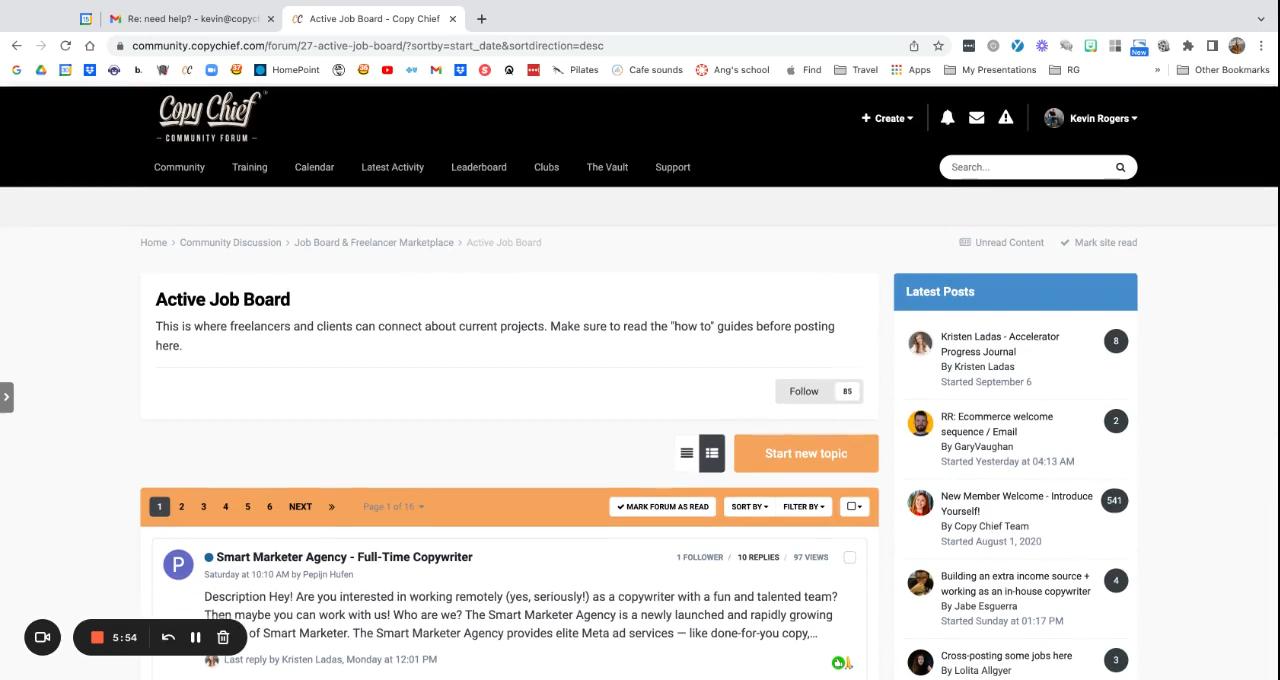 Re: need help? - kevin@copyc
Active Job Board - Copy Chief
community.copychief.com/forum/27-active-job-board/?sortby=start_date&sortdirection=desc
New
HomePoint
Pilates
Cafe sounds
Ang's school
Find
Travel
Apps
My Presentations
RG
»
Other Bookmarks
Copy Chief
- COMMUNITY FORUM -
+ Create
Kevin Rogers
Community
Training
Calendar
Latest Activity
Leaderboard
Clubs
The Vault
Support
Search...
Home > Community Discussion > Job Board & Freelancer Marketplace > Active Job Board
Unread Content
Mark site read
Active Job Board
This is where freelancers and clients can connect about current projects. Make sure to read the "how to" guides before posting
here.
Follow 85
Start new topic
1 2 3 4 5 6 NEXT » Page 1 of 16
MARK FORUM AS READ
SORT BY
FILTER BY
P
Smart Marketer Agency - Full-Time Copywriter
1 FOLLOWER / 10 REPLIES / 97 VIEWS
Saturday at 10:10 AM by Pepijn Hufen
Description Hey! Are you interested in working remotely (yes, seriously!) as a copywriter with a fun and talented team?
Then maybe you can work with us! Who are we? The Smart Marketer Agency is a newly launched and rapidly growing
of Smart Marketer. The Smart Marketer Agency provides elite Meta ad services — like done-for-you copy,...
Last reply by Kristen Ladas, Monday at 12:01 PM
5:54
Latest Posts
Kristen Ladas - Accelerator
Progress Journal
By Kristen Ladas
Started September 6
8
RR: Ecommerce welcome
sequence / Email
By GaryVaughan
Started Yesterday at 04:13 AM
2
New Member Welcome - Introduce
Yourself!
By Copy Chief Team
Started August 1, 2020
541
Building an extra income source +
working as an in-house copywriter
By Jabe Esguerra
Started Sunday at 01:17 PM
4
Cross-posting some jobs here
By Lolita Allgyer
3